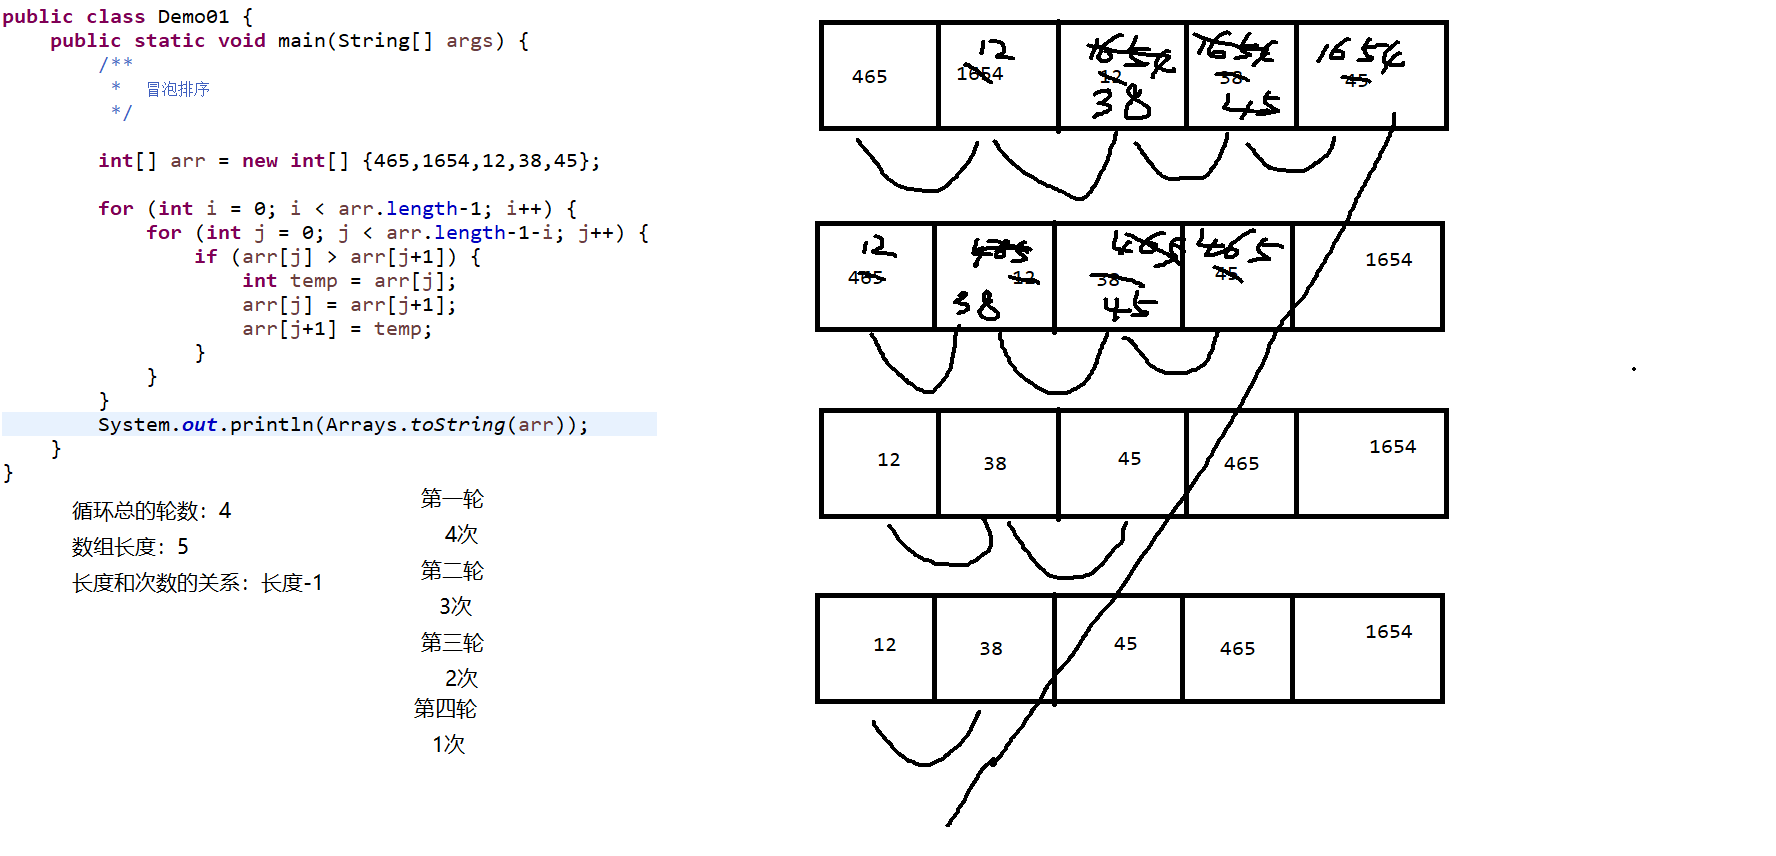 public class Demo01 {
public static void main(String[] args) {
/**
* 冒泡排序
*/
int[] arr = new int[] {465,1654,12,38,45};
for (int i = 0; i < arr.length-1; i++) {
for (int j = 0; j < arr.length-1-i; j++) {
if (arr[j] > arr[j+1]) {
int temp = arr[j];
arr[j] = arr[j+1];
arr[j+1] = temp;
}
}
}
System.out.println(Arrays.toString(arr));
}
}
循环总的轮数：4
数组长度：5
长度和次数的关系：长度-1
第一轮
4次
第二轮
3次
第三轮
2次
第四轮
1次
12 1654 1654 1654
465 1654 12 38 45
38 45
12 465 465 465
465 12 38 45 1654
38 45
12 38 45 465 1654
12 38 45 465 1654